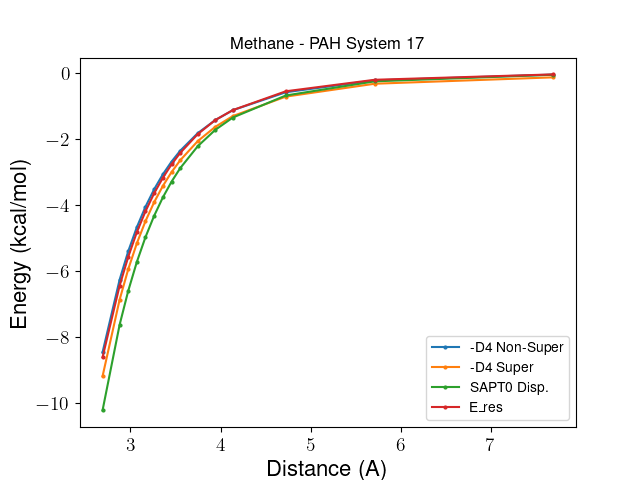 Methane - PAH System 17
Energy (kcal/mol)
0
−2
−4
−6
−8
−10
3
4
5
6
7
Distance (A)
-D4 Non-Super
-D4 Super
SAPT0 Disp.
E_res